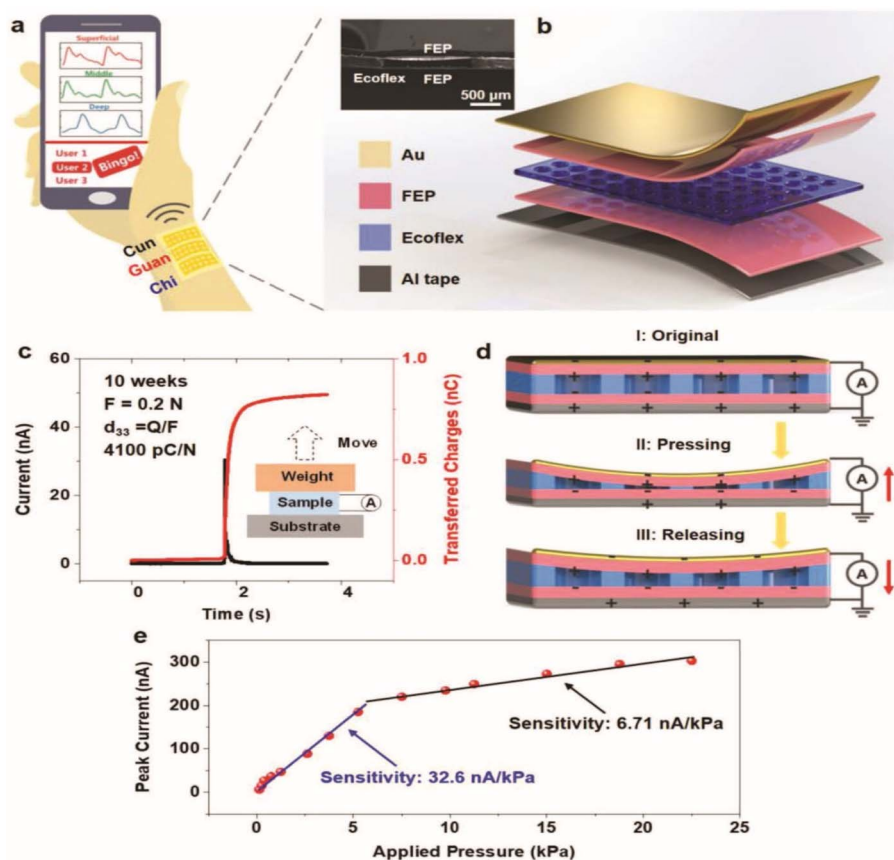 a
Superficial
Middle
Deep
User 1
User 2
User 3
Bingo!
Cun
Guan
Chi
FEP
Ecoflex
FEP
500 µm
b
Au
FEP
Ecoflex
Al tape
c
60
40
20
0
Current (nA)
10 weeks
F = 0.2 N
d₃₃ =Q/F
4100 pC/N
Move
Weight
Sample
A
Substrate
1.0
0.5
0.0
Transferred Charges (nC)
0
2
4
Time (s)
d
I: Original
A
II: Pressing
A
III: Releasing
A
e
300
200
100
0
Peak Current (nA)
Sensitivity: 6.71 nA/kPa
Sensitivity: 32.6 nA/kPa
0
5
10
15
20
25
Applied Pressure (kPa)